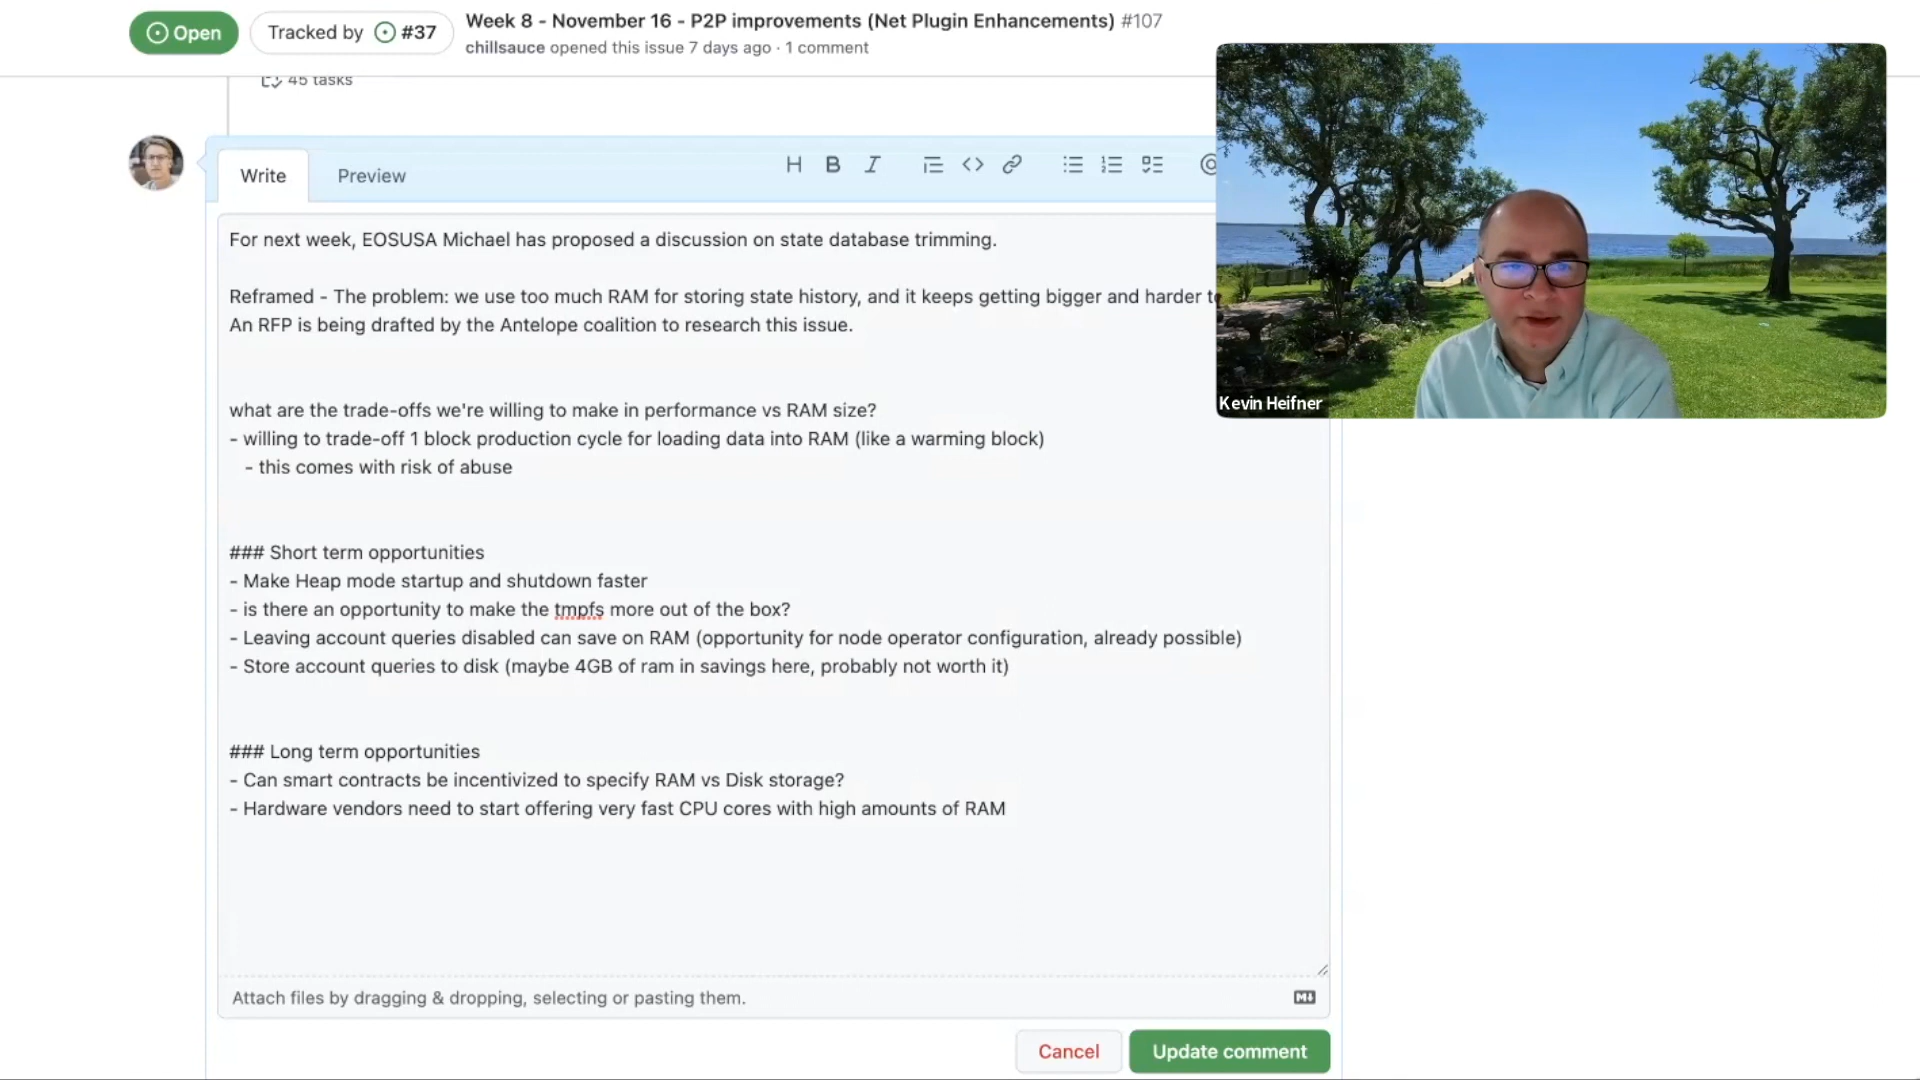 Open
Tracked by #37
Week 8 - November 16 - P2P improvements (Net Plugin Enhancements) #107
chillsauce opened this issue 7 days ago · 1 comment
45 tasks
Write
Preview
For next week, EOSUSA Michael has proposed a discussion on state database trimming.
Reframed - The problem: we use too much RAM for storing state history, and it keeps getting bigger and harder
An RFP is being drafted by the Antelope coalition to research this issue.
what are the trade-offs we're willing to make in performance vs RAM size?
- willing to trade-off 1 block production cycle for loading data into RAM (like a warming block)
- this comes with risk of abuse
### Short term opportunities
- Make Heap mode startup and shutdown faster
- is there an opportunity to make the tmpfs more out of the box?
- Leaving account queries disabled can save on RAM (opportunity for node operator configuration, already possible)
- Store account queries to disk (maybe 4GB of ram in savings here, probably not worth it)
### Long term opportunities
- Can smart contracts be incentivized to specify RAM vs Disk storage?
- Hardware vendors need to start offering very fast CPU cores with high amounts of RAM
Attach files by dragging & dropping, selecting or pasting them.
Cancel
Update comment
Kevin Heifner